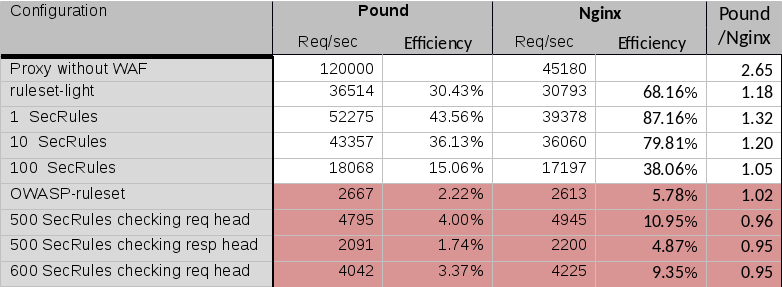 Configuration Pound Nginx Pound /Nginx
Req/sec Efficiency Req/sec Efficiency
Proxy without WAF 120000 45180 2.65
ruleset-light 36514 30.43% 30793 68.16% 1.18
1 SecRules 52275 43.56% 39378 87.16% 1.32
10 SecRules 43357 36.13% 36060 79.81% 1.20
100 SecRules 18068 15.06% 17197 38.06% 1.05
OWASP-ruleset 2667 2.22% 2613 5.78% 1.02
500 SecRules checking req head 4795 4.00% 4945 10.95% 0.96
500 SecRules checking resp head 2091 1.74% 2200 4.87% 0.95
600 SecRules checking req head 4042 3.37% 4225 9.35% 0.95